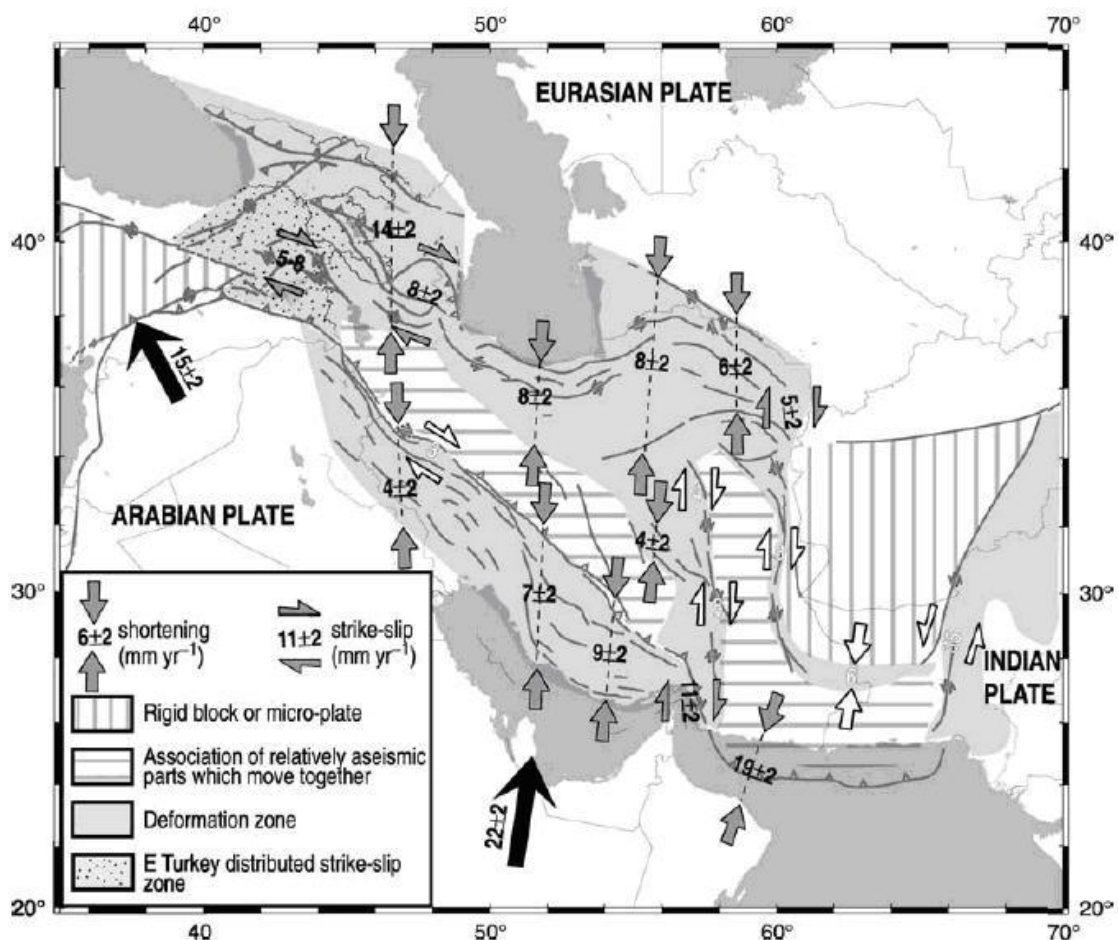 40° 50° 60° 70°
EURASIAN PLATE
14±2
40° 40°
5-8
8±2
15±2
8±2
8±2
6±2
5±2
4±2
ARABIAN PLATE
4±2
30° 30°
7±2
9±2
6±2 shortening
(mm yr⁻¹)
11±2 strike-slip
(mm yr⁻¹)
INDIAN
PLATE
6
11±2
Rigid block or micro-plate
Association of relatively aseismic
parts which move together
19±2
Deformation zone
22±2
E Turkey distributed strike-slip
zone
20° 20°
40° 50° 60° 70°